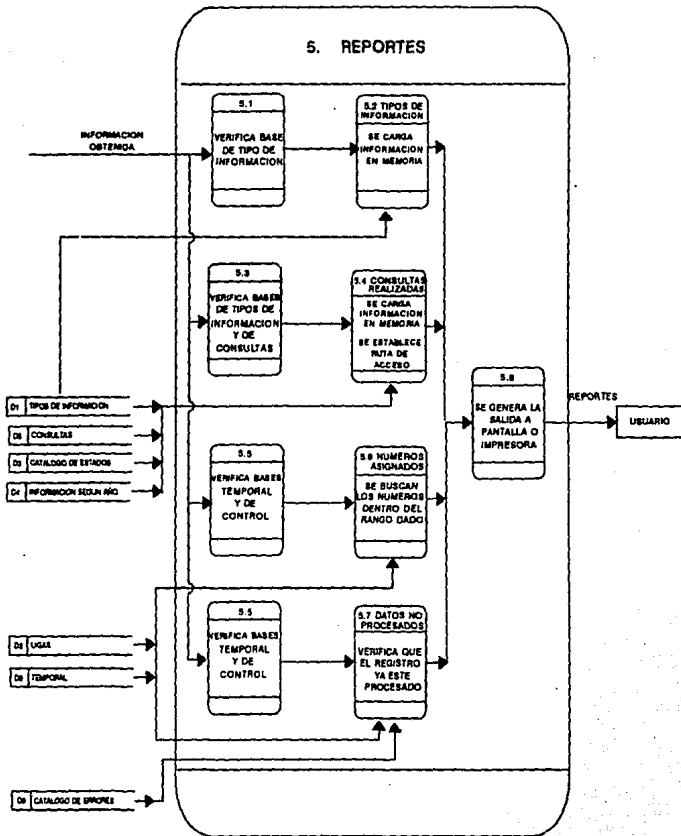 5. REPORTES
INFORMACION
OBTENIDA
5.1
VERIFICA BASE
DE TIPO DE
INFORMACION
5.2 TIPOS DE
INFORMACION
SE CARGA
INFORMACION
EN MEMORIA
5.3
VERIFICA BASES
DE TIPOS DE
INFORMACION
Y DE
CONSULTAS
5.4 CONSULTAS
REALIZADAS
SE CARGA
INFORMACION
EN MEMORIA
SE ESTABLECE
RUTA DE
ACCESO
D1 TIPOS DE INFORMACION
CONSULTAS
CATALOGO DE ESTADOS
D4 INFORMACION SEGUN AÑO
5.5
VERIFICA BASES
TEMPORAL
Y DE
CONTROL
5.6 NUMEROS
ASIGNADOS
SE BUSCAN
LOS NUMEROS
DENTRO DEL
RANGO DADO
5.8
SE GENERA LA
SALIDA A
PANTALLA O
IMPRESORA
REPORTES
USUARIO
5.5
VERIFICA BASES
TEMPORAL
Y DE
CONTROL
5.7 DATOS NO
PROCESADOS
VERIFICA QUE
EL REGISTRO
YA ESTE
PROCESADO
TEMPORAL
CATALOGO DE ERRORES